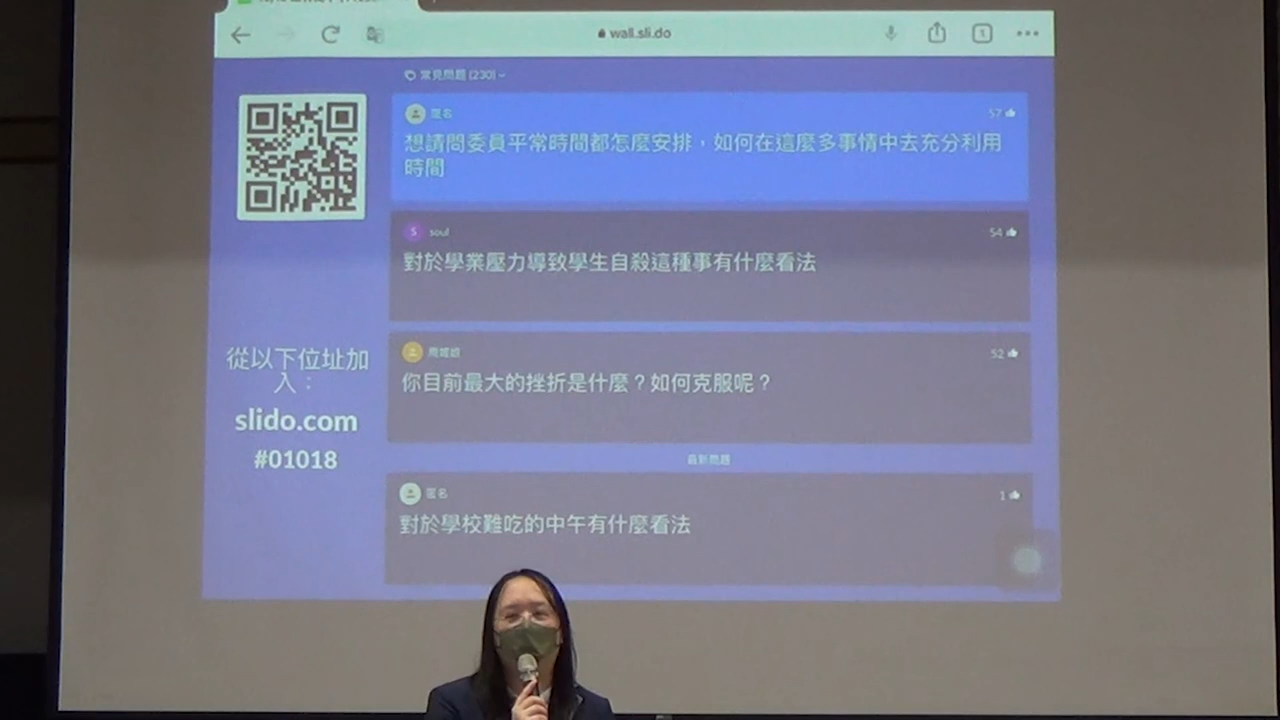 wall.sli.do
常見問題 (230)
匿名
57
想請問委員平常時間都怎麼安排，如何在這麼多事情中去充分利用
時間
S soul
54
對於學業壓力導致學生自殺這種事有什麼看法
52
你目前最大的挫折是什麼？如何克服呢？
從以下位址加
入：
slido.com
#01018
最新問題
匿名
1
對於學校難吃的中午有什麼看法